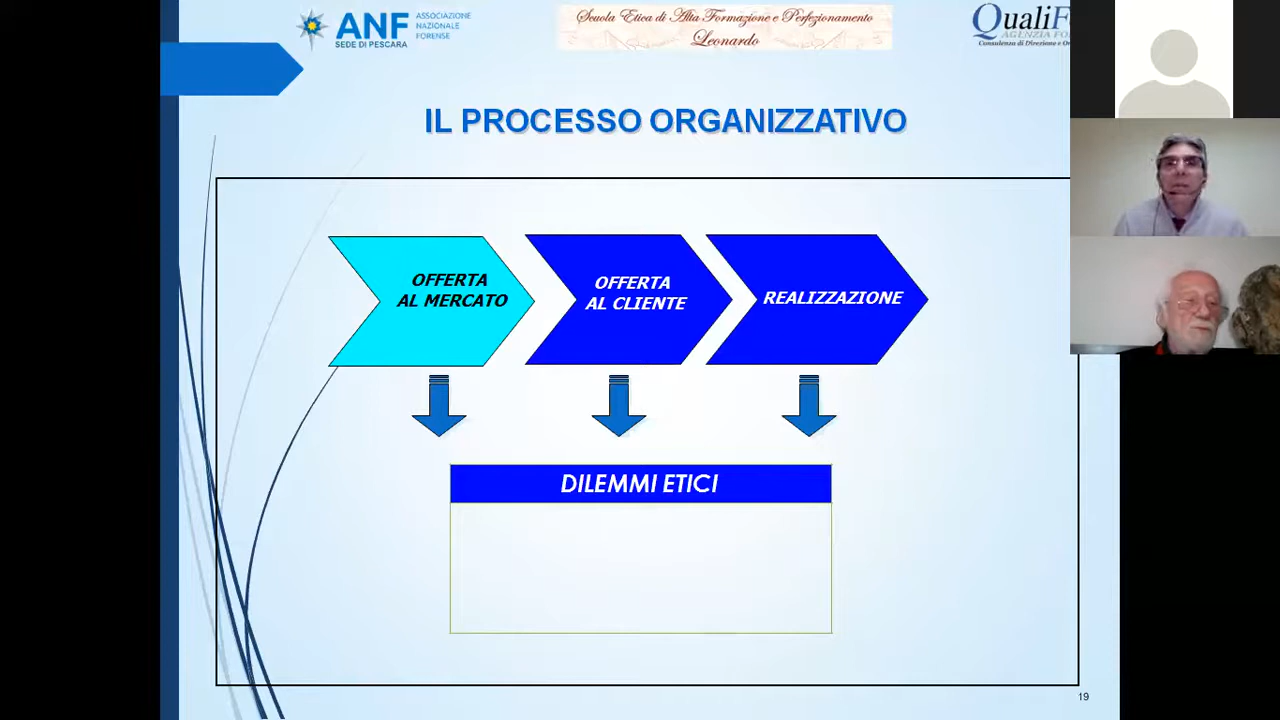 ANF
SEDE DI PESCARA
ASSOCIAZIONE
NAZIONALE
FORENSE
Scuola Etica di Alta Formazione e Perfezionamento
Leonardo
QualiF
AGENZIA FO
Consulenza di Direzione e Or
IL PROCESSO ORGANIZZATIVO
OFFERTA
AL MERCATO
OFFERTA
AL CLIENTE
REALIZZAZIONE
DILEMMI ETICI
19